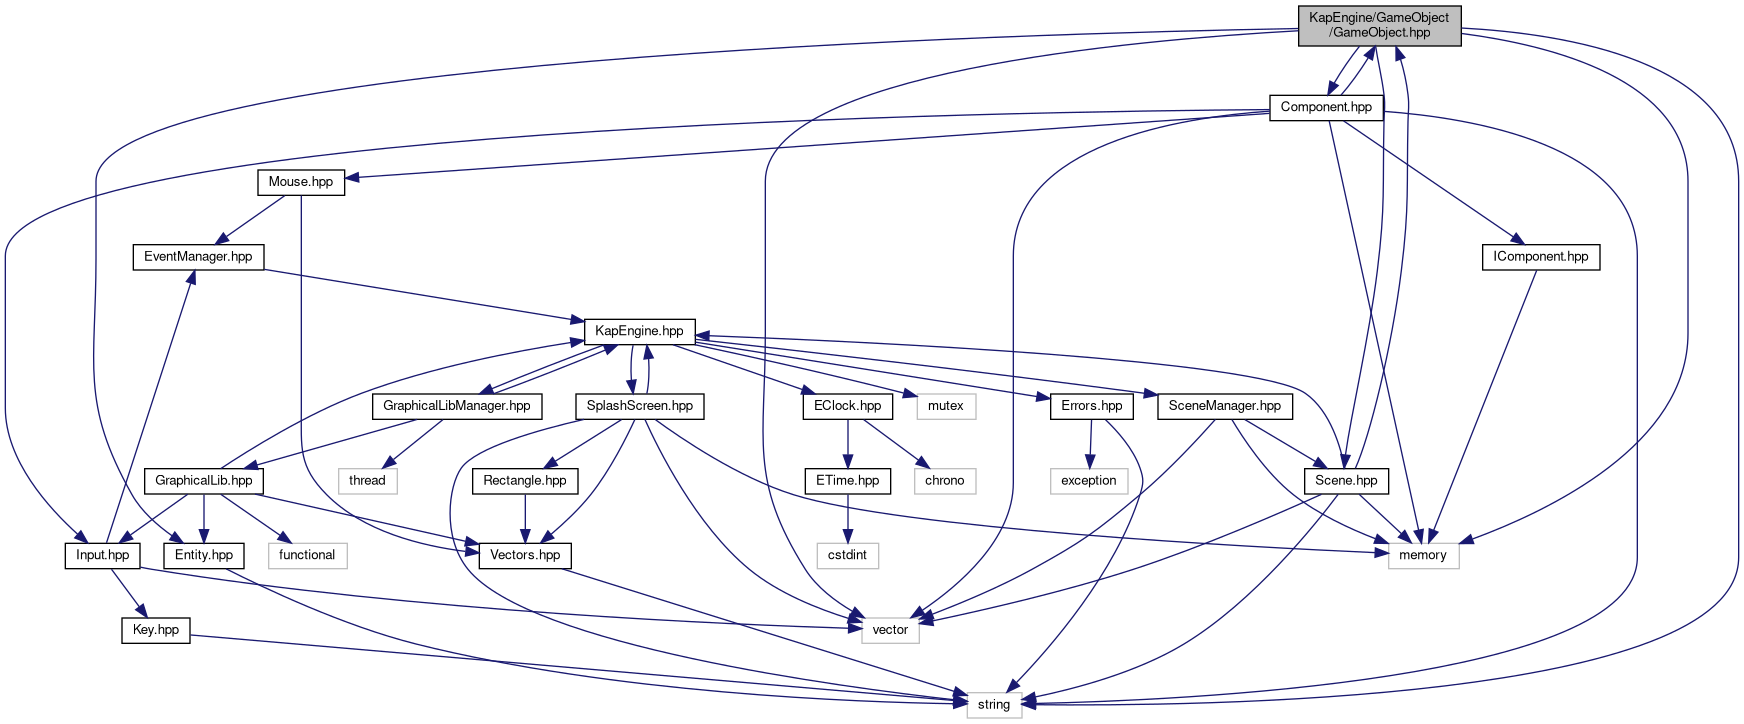 KapEngine/GameObject
/GameObject.hpp
Component.hpp
Mouse.hpp
EventManager.hpp
IComponent.hpp
KapEngine.hpp
GraphicalLibManager.hpp
SplashScreen.hpp
EClock.hpp
mutex
Errors.hpp
SceneManager.hpp
GraphicalLib.hpp
thread
Rectangle.hpp
ETime.hpp
chrono
exception
Scene.hpp
Input.hpp
Entity.hpp
functional
Vectors.hpp
cstdint
memory
Key.hpp
vector
string